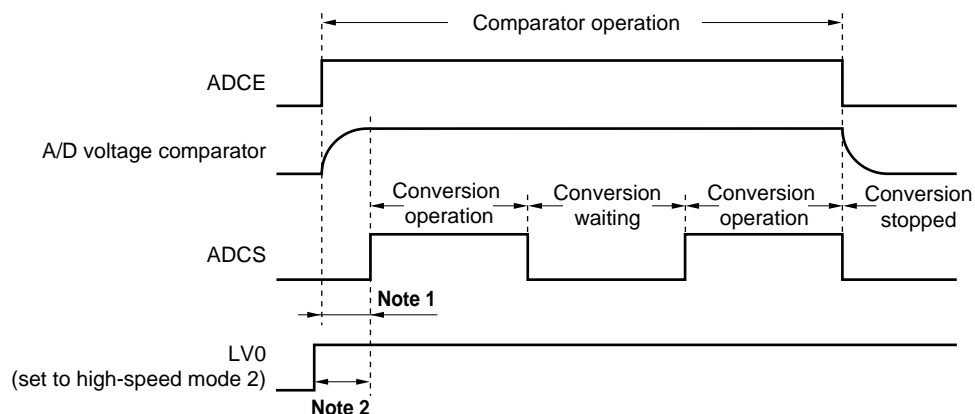 Comparator operation
ADCE
A/D voltage comparator
Conversion operation
Conversion waiting
Conversion operation
Conversion stopped
ADCS
Note 1
LV0
(set to high-speed mode 2)
Note 2